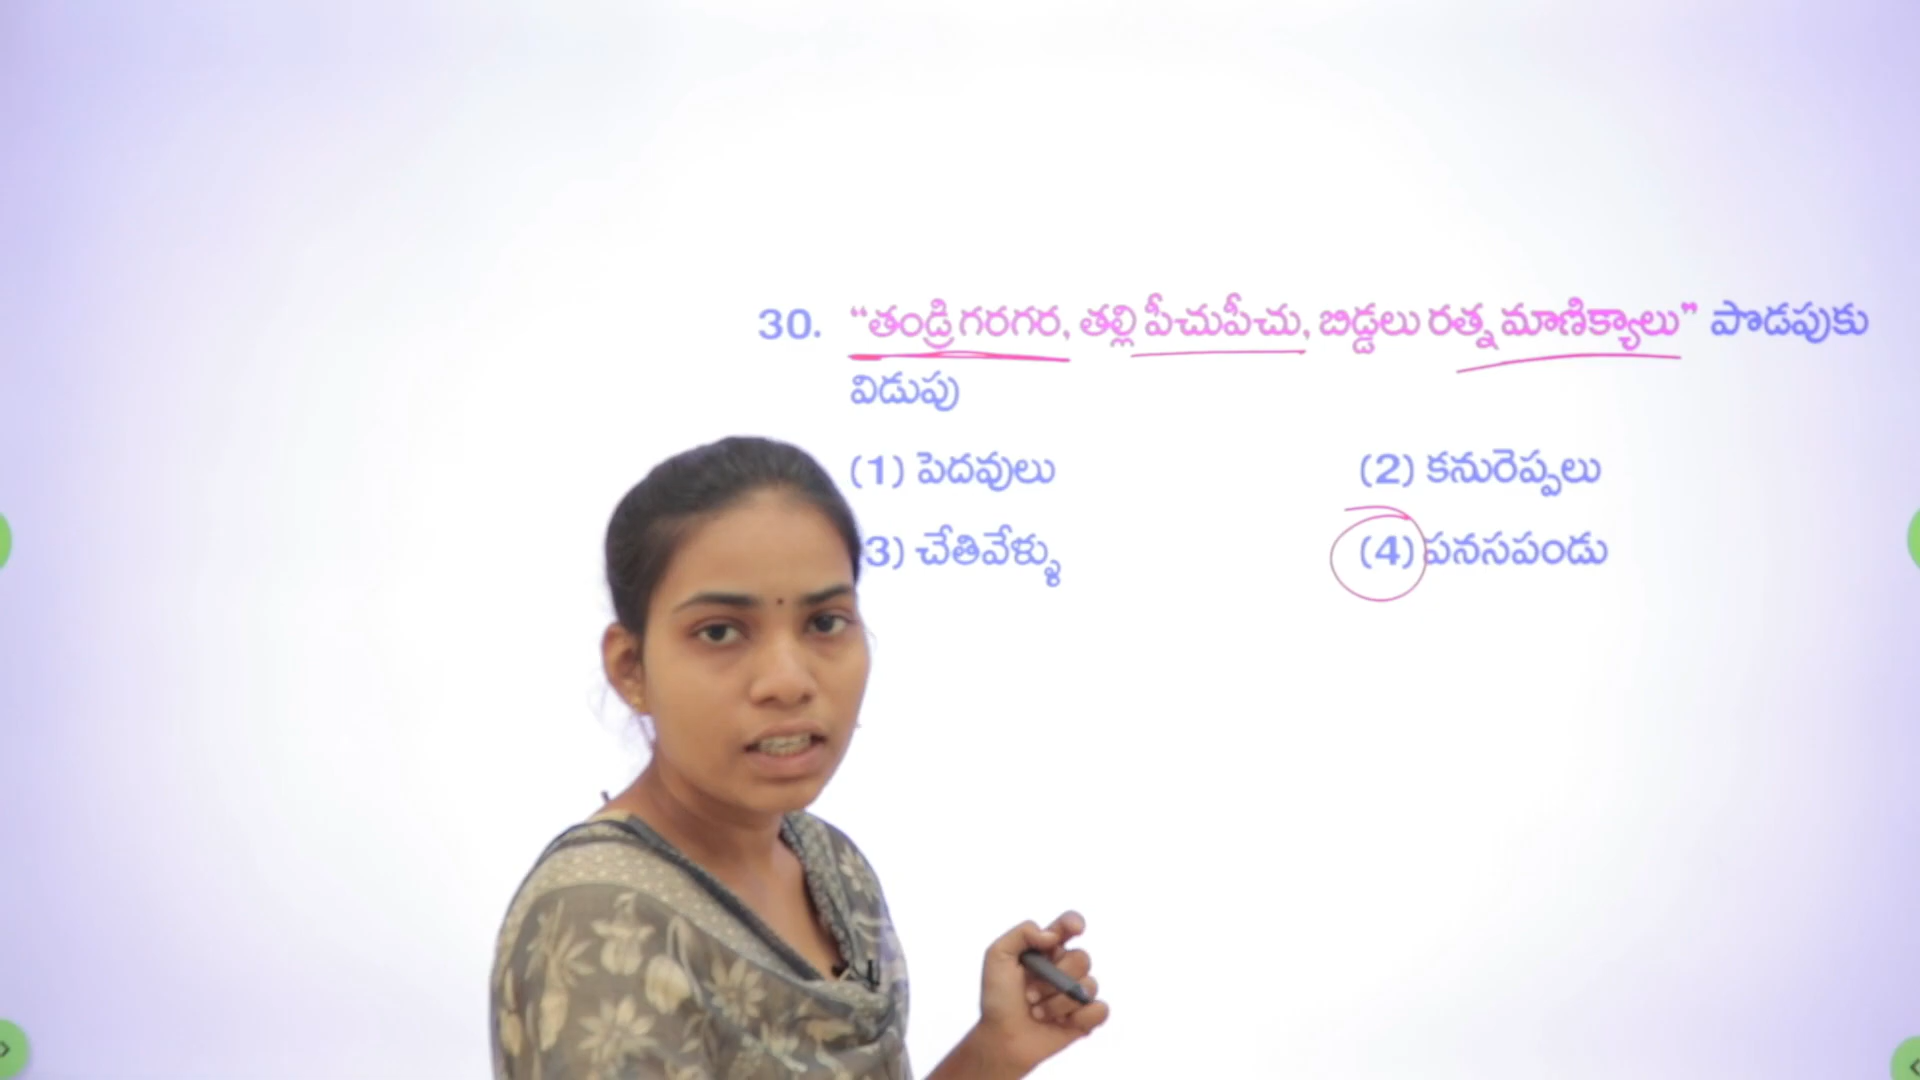 30. “తండ్రి గరగర, తల్లి పీచుపీచు, బిడ్డలు రత్న మాణిక్యాలు” పొడపుకు
విడుపు
(1) పెదవులు (2) కనురెప్పలు
3) చేతివేళ్ళు (4) పనసపండు